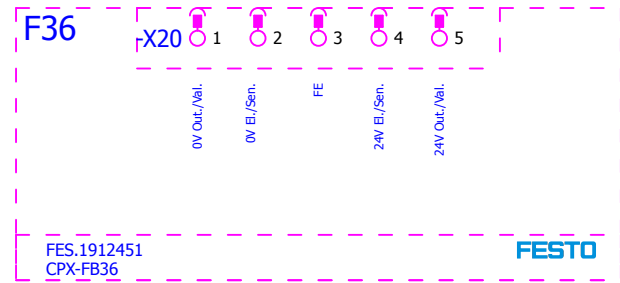 F36
-X20 1 2 3 4 5
0V Out./Val.
0V El./Sen.
FE
24V El./Sen.
24V Out./Val.
FES.1912451
CPX-FB36
FESTO